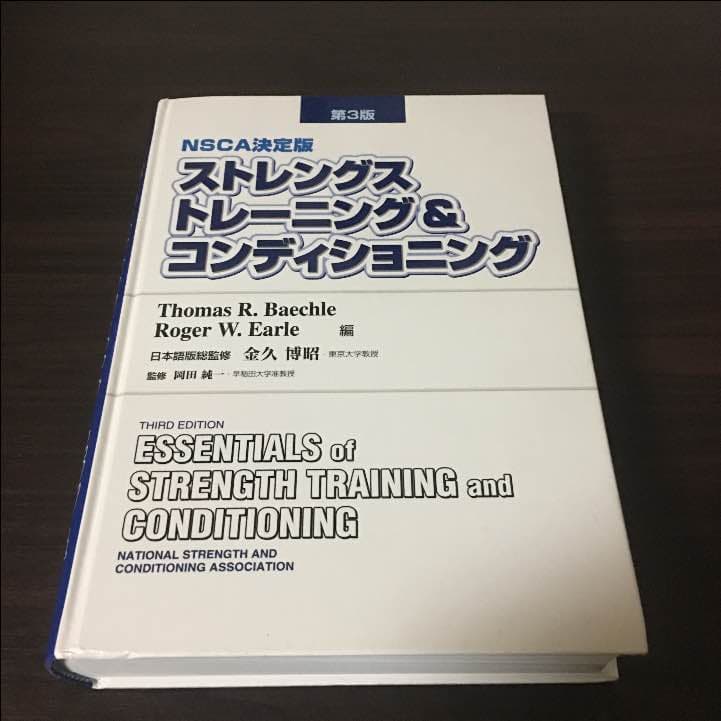 第3版
NSCA決定版
ストレングス
トレーニング&
コンディショニング
Thomas R. Baechle
Roger W. Earle 編
日本語版総監修 金久 博昭・東京大学教授
監修 岡田 純一・早稲田大学准教授
THIRD EDITION
ESSENTIALS of
STRENGTH TRAINING and
CONDITIONING
NATIONAL STRENGTH AND
CONDITIONING ASSOCIATION